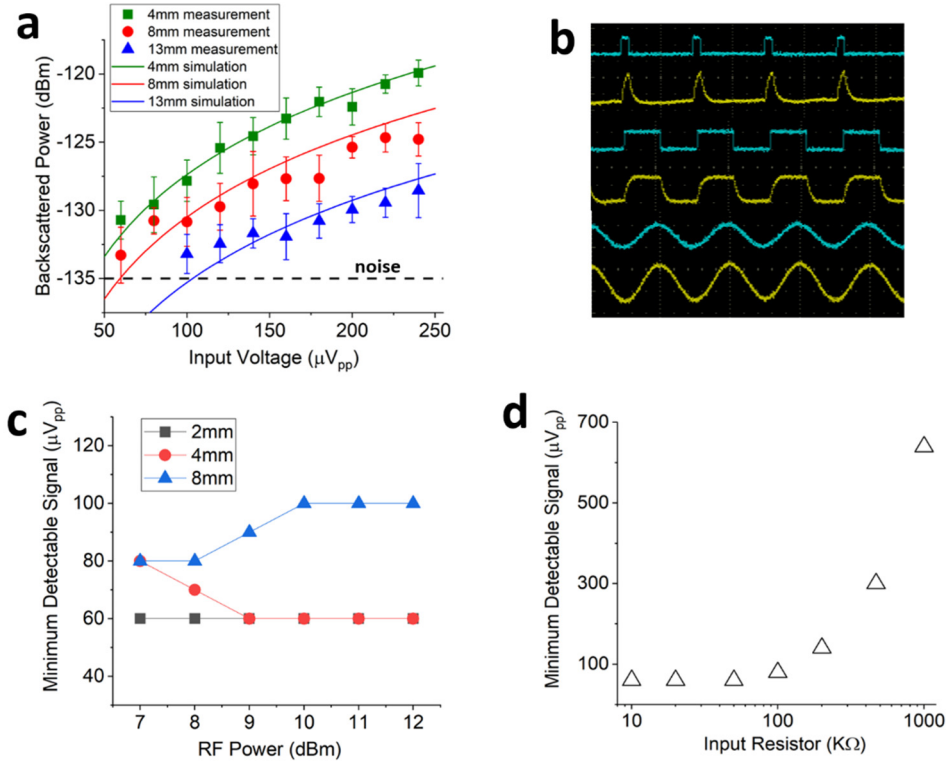 a
4mm measurement
8mm measurement
13mm measurement
4mm simulation
8mm simulation
13mm simulation
-120
-125
-130
-135
Backscattered Power (dBm)
noise
50 100 150 200 250
Input Voltage (μVpp)
b
c
2mm
4mm
8mm
120
100
80
60
40
Minimum Detectable Signal (μVpp)
7 8 9 10 11 12
RF Power (dBm)
d
700
500
300
100
Minimum Detectable Signal (μVpp)
10 100 1000
Input Resistor (KΩ)